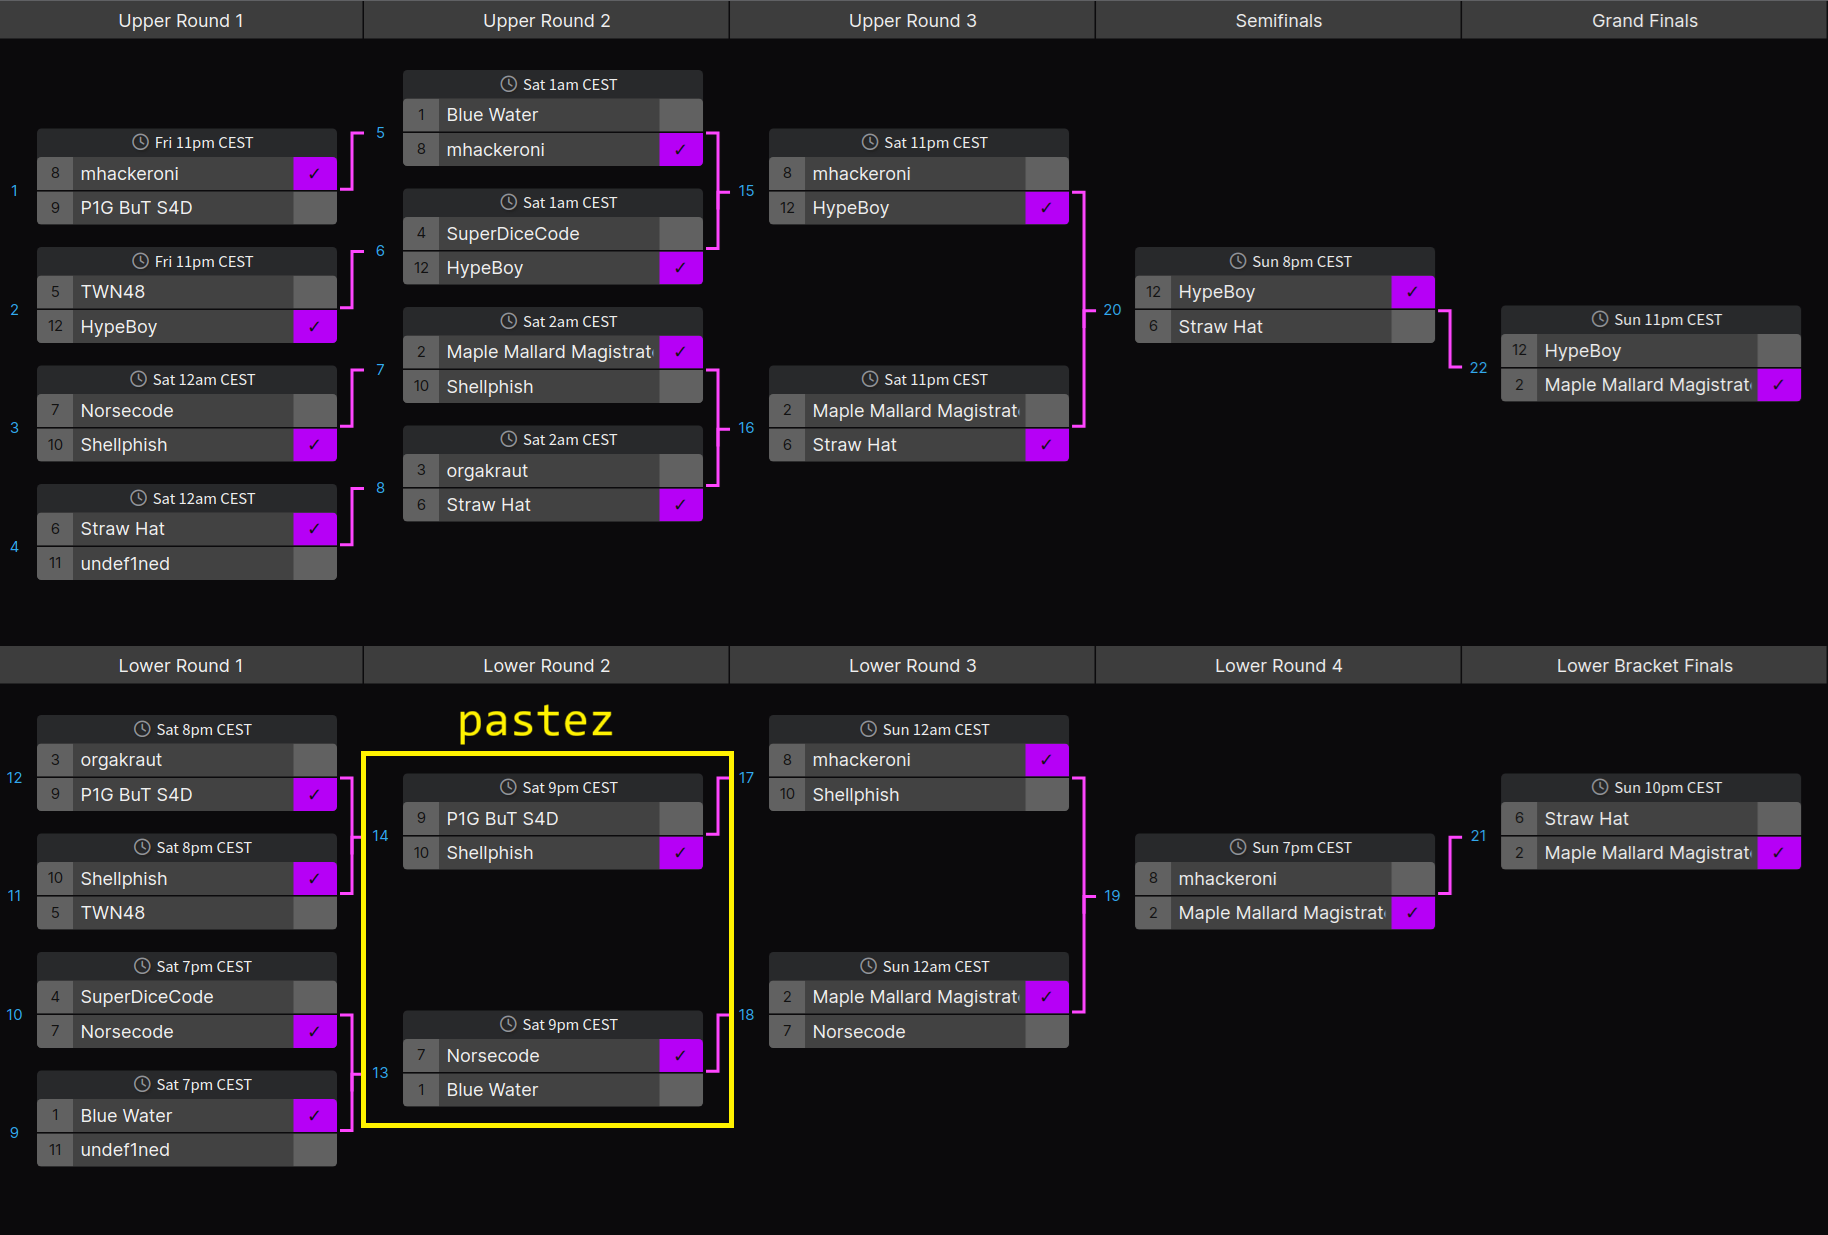 Upper Round 1
Upper Round 2
Upper Round 3
Semifinals
Grand Finals
1
Fri 11pm CEST
8 mhackeroni ✓
9 P1G BuT S4D
2
Fri 11pm CEST
5 TWN48
12 HypeBoy ✓
3
Sat 12am CEST
7 Norsecode
10 Shellphish ✓
4
Sat 12am CEST
6 Straw Hat ✓
11 undef1ned
5
Sat 1am CEST
1 Blue Water
8 mhackeroni ✓
6
Sat 1am CEST
4 SuperDiceCode
12 HypeBoy ✓
7
Sat 2am CEST
2 Maple Mallard Magistrat ✓
10 Shellphish
8
Sat 2am CEST
3 orgakraut
6 Straw Hat ✓
15
Sat 11pm CEST
8 mhackeroni
12 HypeBoy ✓
16
Sat 11pm CEST
2 Maple Mallard Magistrat
6 Straw Hat ✓
20
Sun 8pm CEST
12 HypeBoy ✓
6 Straw Hat
22
Sun 11pm CEST
12 HypeBoy
2 Maple Mallard Magistrat ✓
Lower Round 1
Lower Round 2
Lower Round 3
Lower Round 4
Lower Bracket Finals
12
Sat 8pm CEST
3 orgakraut
9 P1G BuT S4D ✓
11
Sat 8pm CEST
10 Shellphish ✓
5 TWN48
10
Sat 7pm CEST
4 SuperDiceCode
7 Norsecode ✓
9
Sat 7pm CEST
1 Blue Water ✓
11 undef1ned
pastez
14
Sat 9pm CEST
9 P1G BuT S4D
10 Shellphish ✓
13
Sat 9pm CEST
7 Norsecode ✓
1 Blue Water
17
Sun 12am CEST
8 mhackeroni ✓
10 Shellphish
18
Sun 12am CEST
2 Maple Mallard Magistrat ✓
7 Norsecode
19
Sun 7pm CEST
8 mhackeroni
2 Maple Mallard Magistrat ✓
21
Sun 10pm CEST
6 Straw Hat
2 Maple Mallard Magistrat ✓